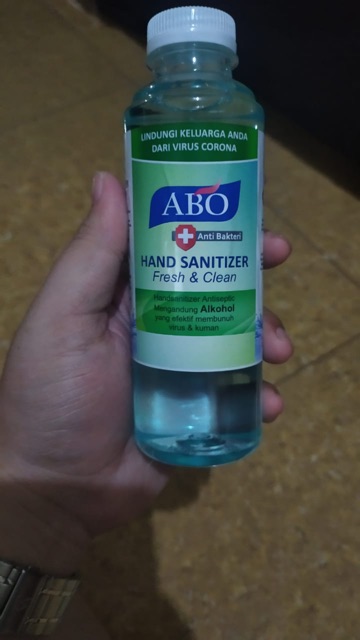 LINDUNGI KELUARGA ANDA
DARI VIRUS CORONA
ABO
Anti Bakteri
HAND SANITIZER
Fresh & Clean
Handsanitizer Antiseptic
Mengandung Alkohol
yang efektif membunuh
virus & kuman